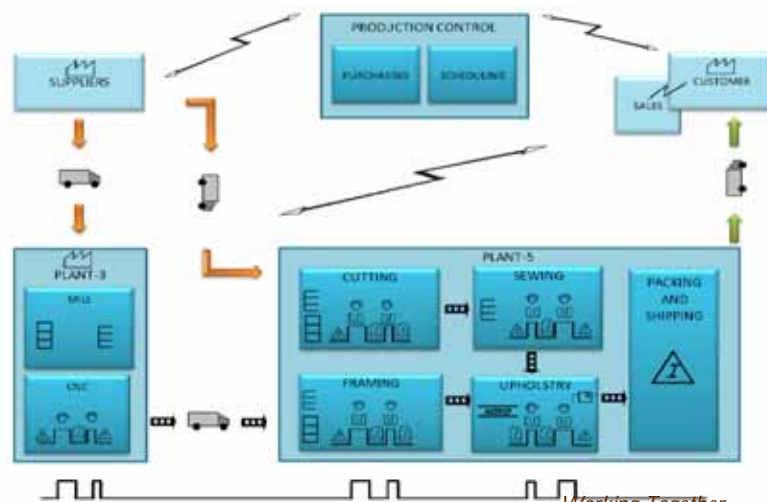 PRODUCTION CONTROL
PURCHASING
SCHEDULING
SUPPLIERS
CUSTOMER
SALES
PLANT-3
MILL
CNC
PLANT-5
CUTTING
SEWING
PACKING
AND
SHIPPING
I
FRAMING
UPHOLSTRY
Working Together